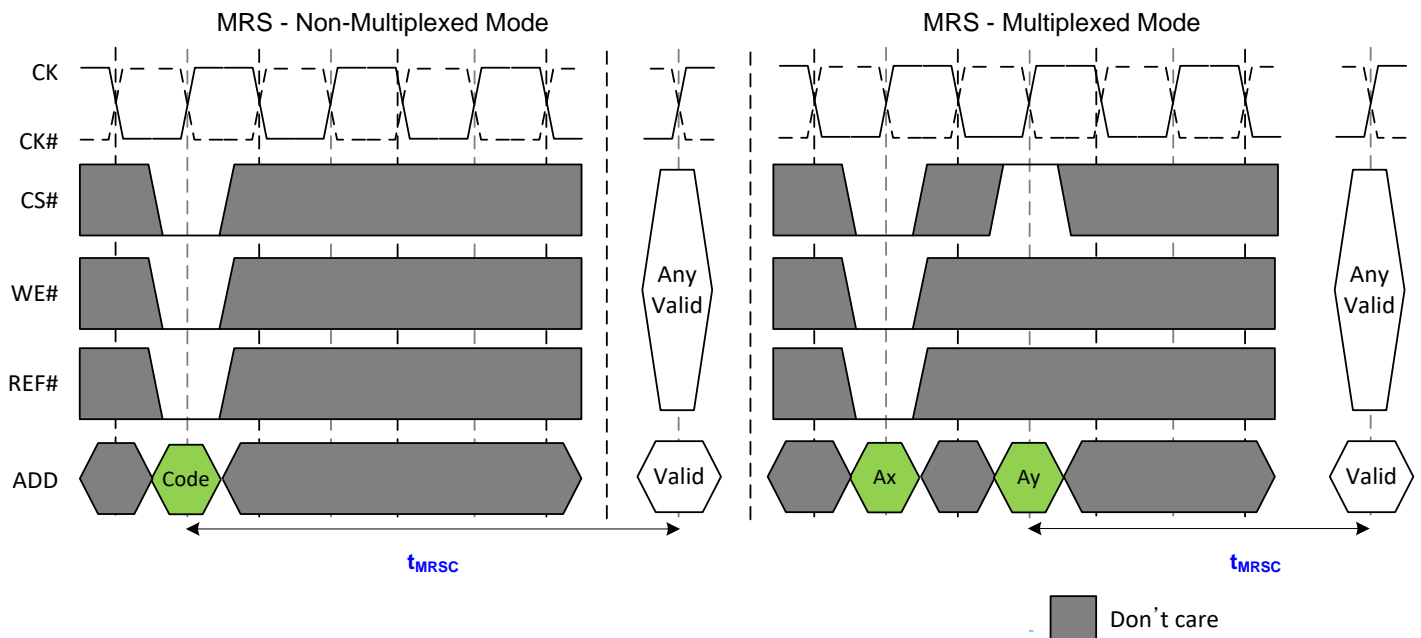 MRS - Non-Multiplexed Mode
MRS - Multiplexed Mode
CK
CK#
CS#
WE#
REF#
ADD
Any
Valid
Any
Valid
Code
Valid
Ax
Ay
Valid
tMRSC
tMRSC
Don't care